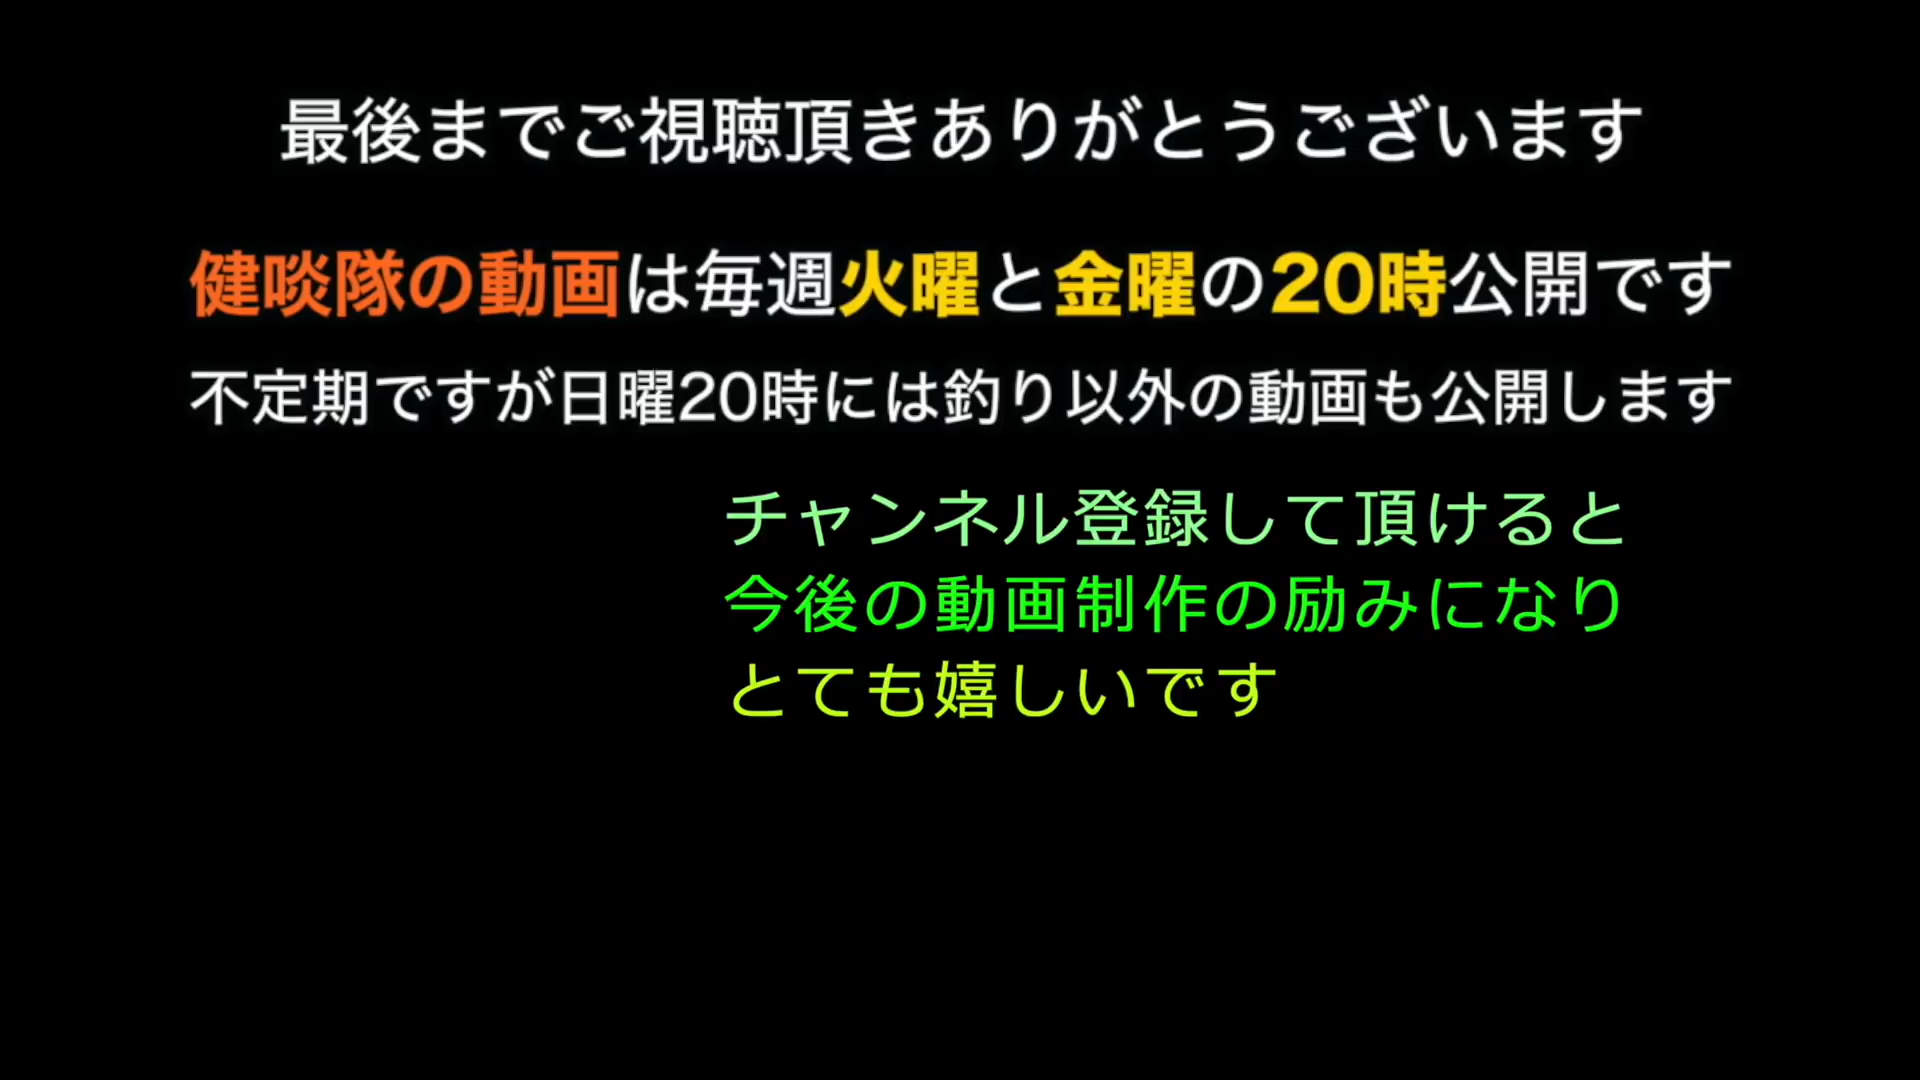 最後までご視聴頂きありがとうございます
健啖隊の動画は毎週火曜と金曜の20時公開です
不定期ですが日曜20時には釣り以外の動画も公開します
チャンネル登録して頂けると
今後の動画制作の励みになり
とても嬉しいです